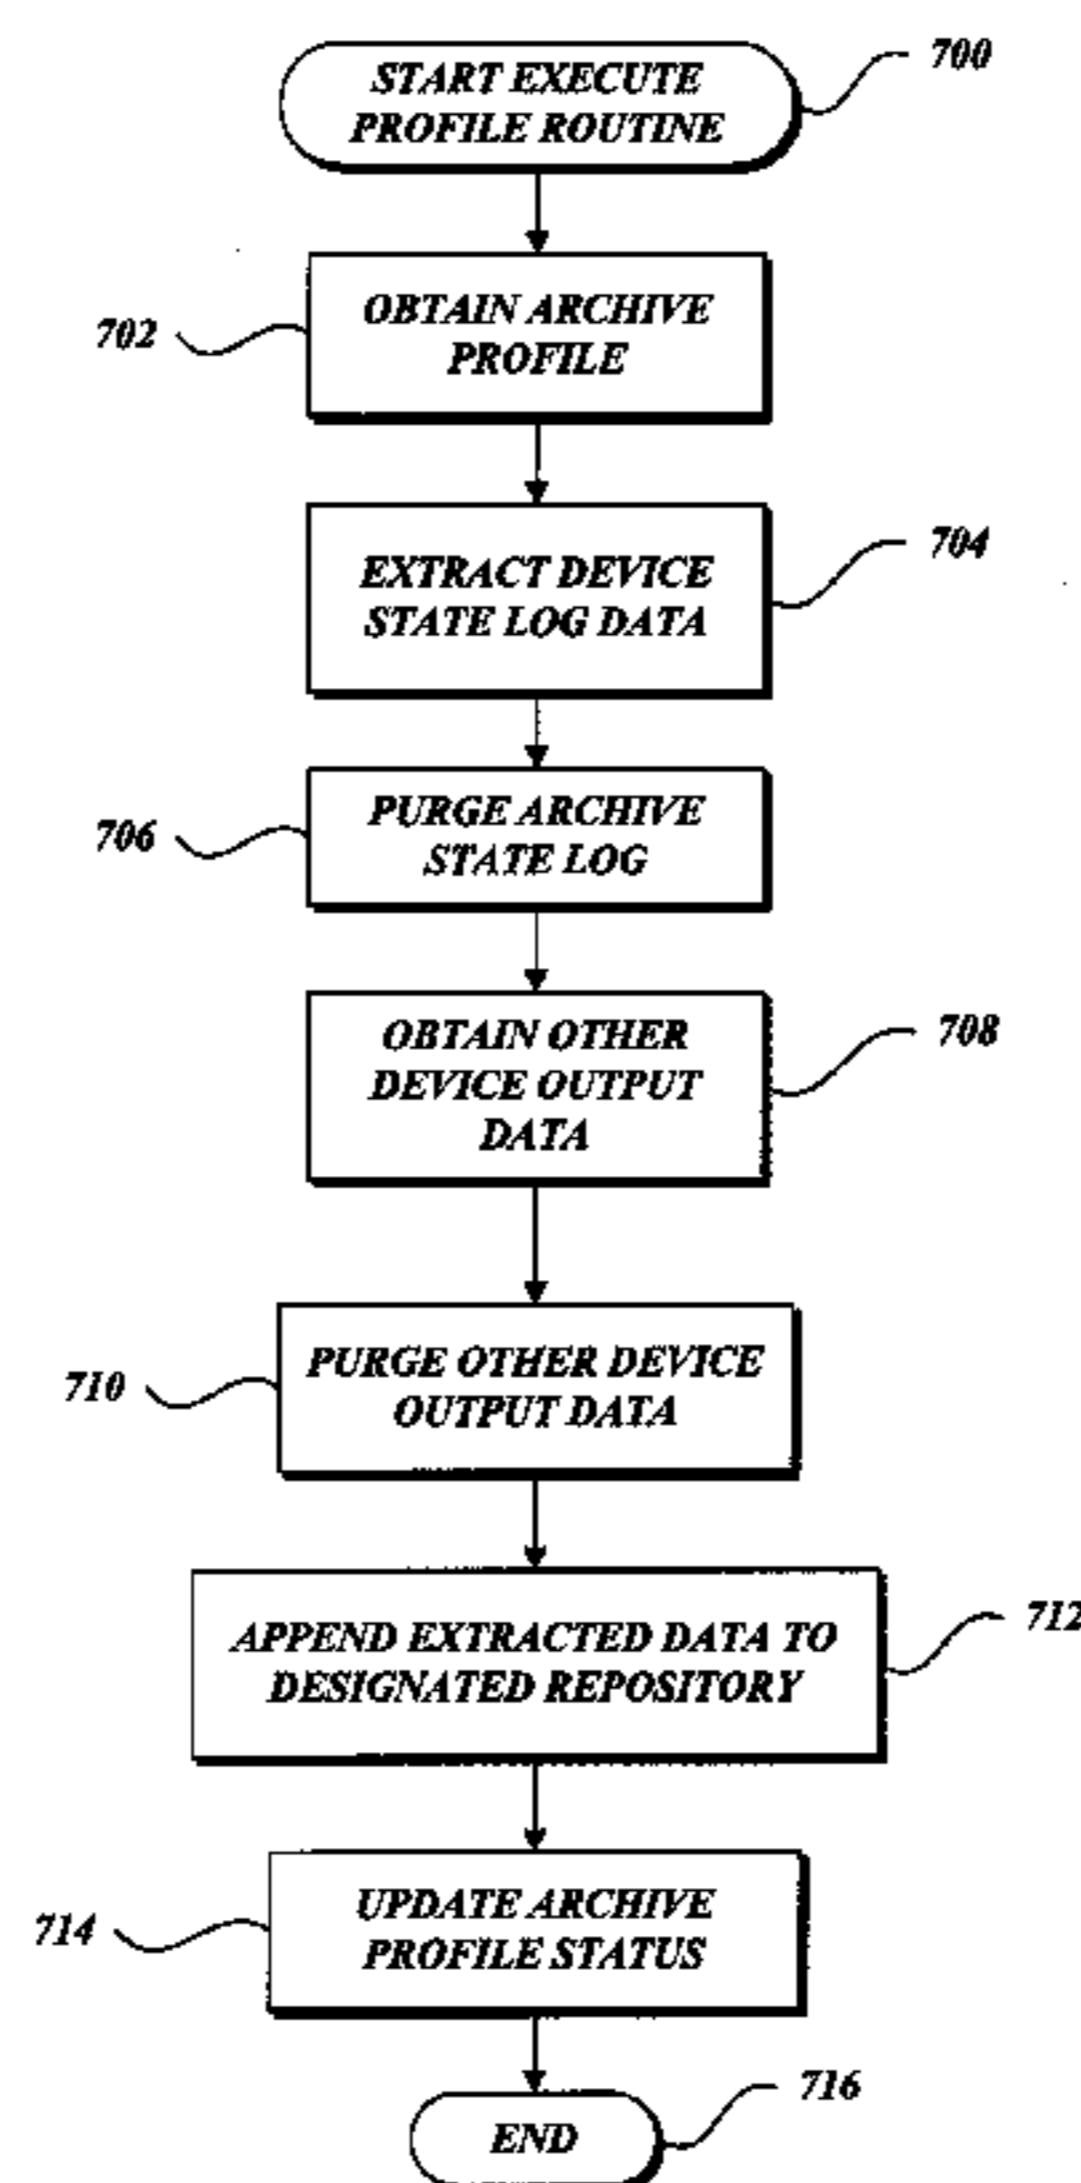 START EXECUTE
PROFILE ROUTINE
700
OBTAIN ARCHIVE
PROFILE
702
EXTRACT DEVICE
STATE LOG DATA
704
PURGE ARCHIVE
STATE LOG
706
OBTAIN OTHER
DEVICE OUTPUT
DATA
708
PURGE OTHER DEVICE
OUTPUT DATA
710
APPEND EXTRACTED DATA TO
DESIGNATED REPOSITORY
712
UPDATE ARCHIVE
PROFILE STATUS
714
END
716